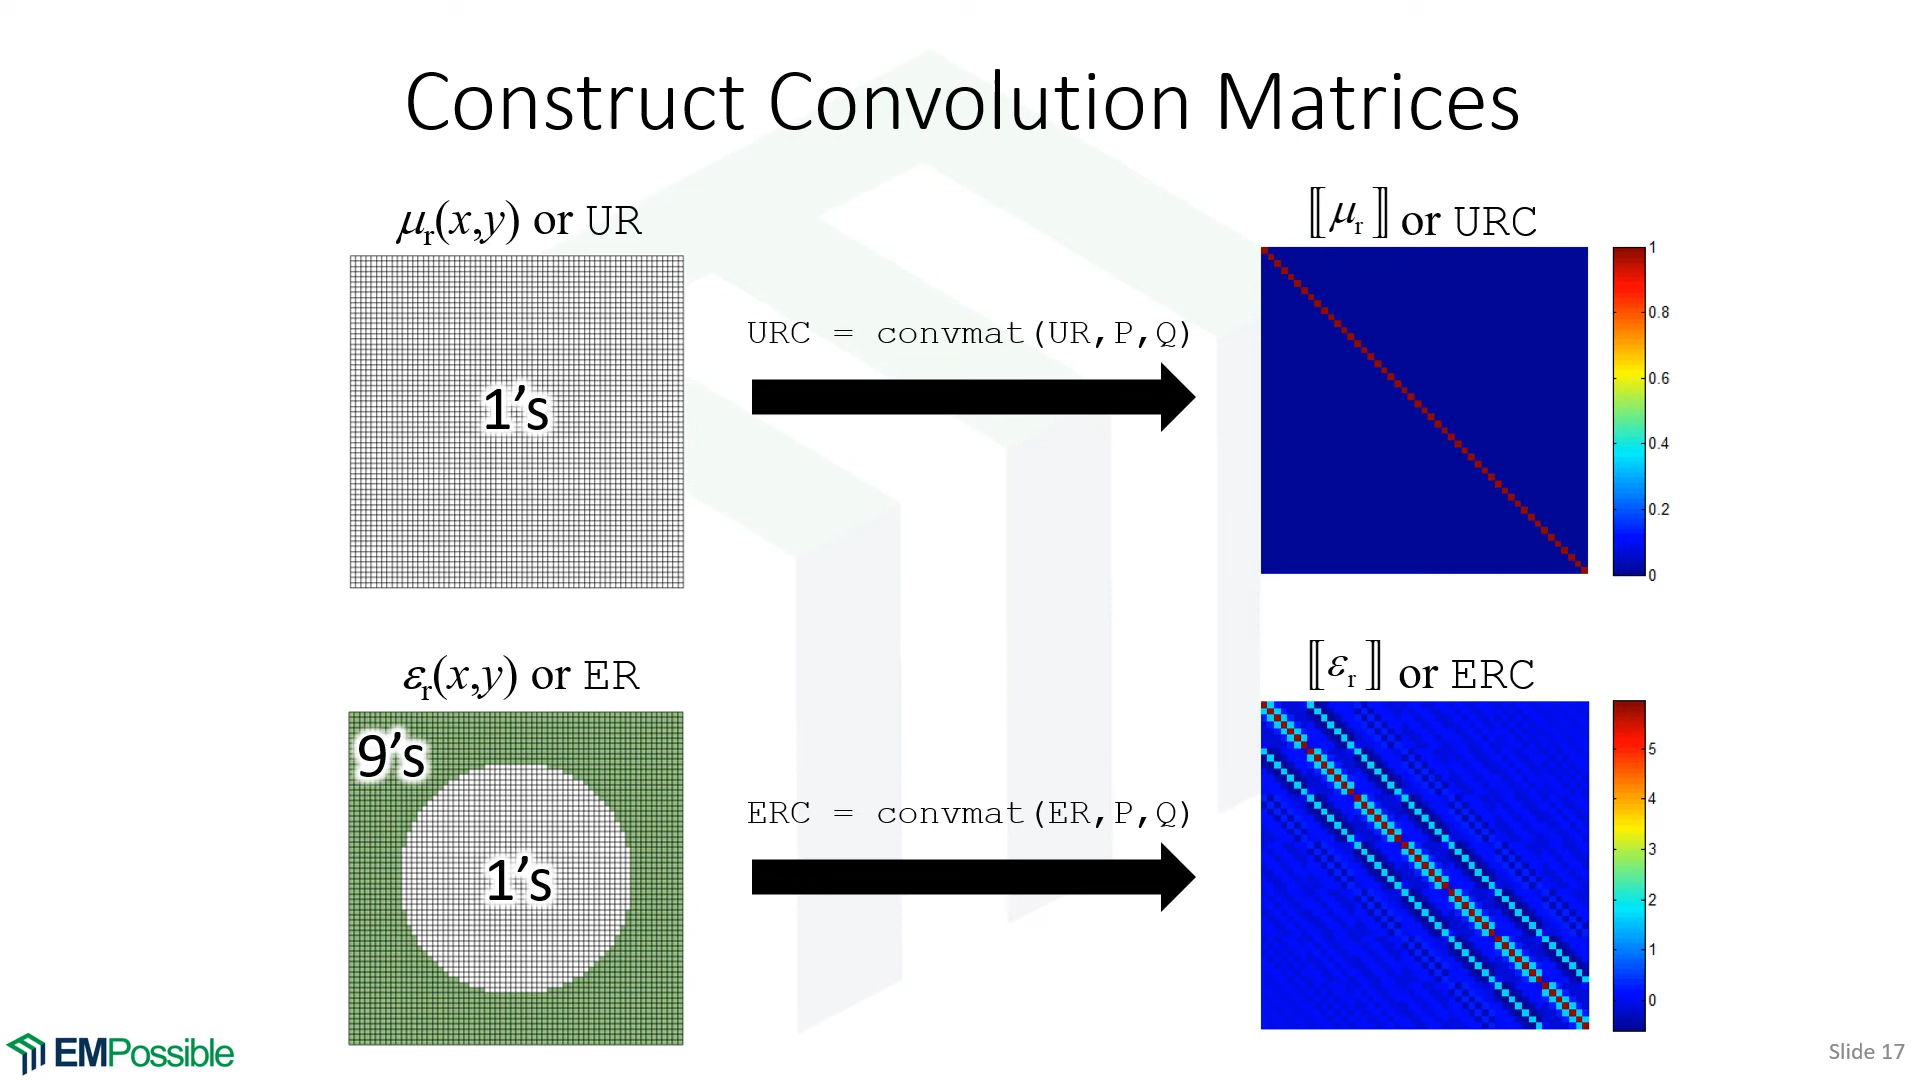 Construct Convolution Matrices
μr(x,y) or UR
1's
URC = convmat(UR,P,Q)
⟦μr⟧ or URC
1
0.8
0.6
0.4
0.2
0
εr(x,y) or ER
9's
1's
ERC = convmat(ER,P,Q)
⟦εr⟧ or ERC
5
4
3
2
1
0
EMPossible
Slide 17